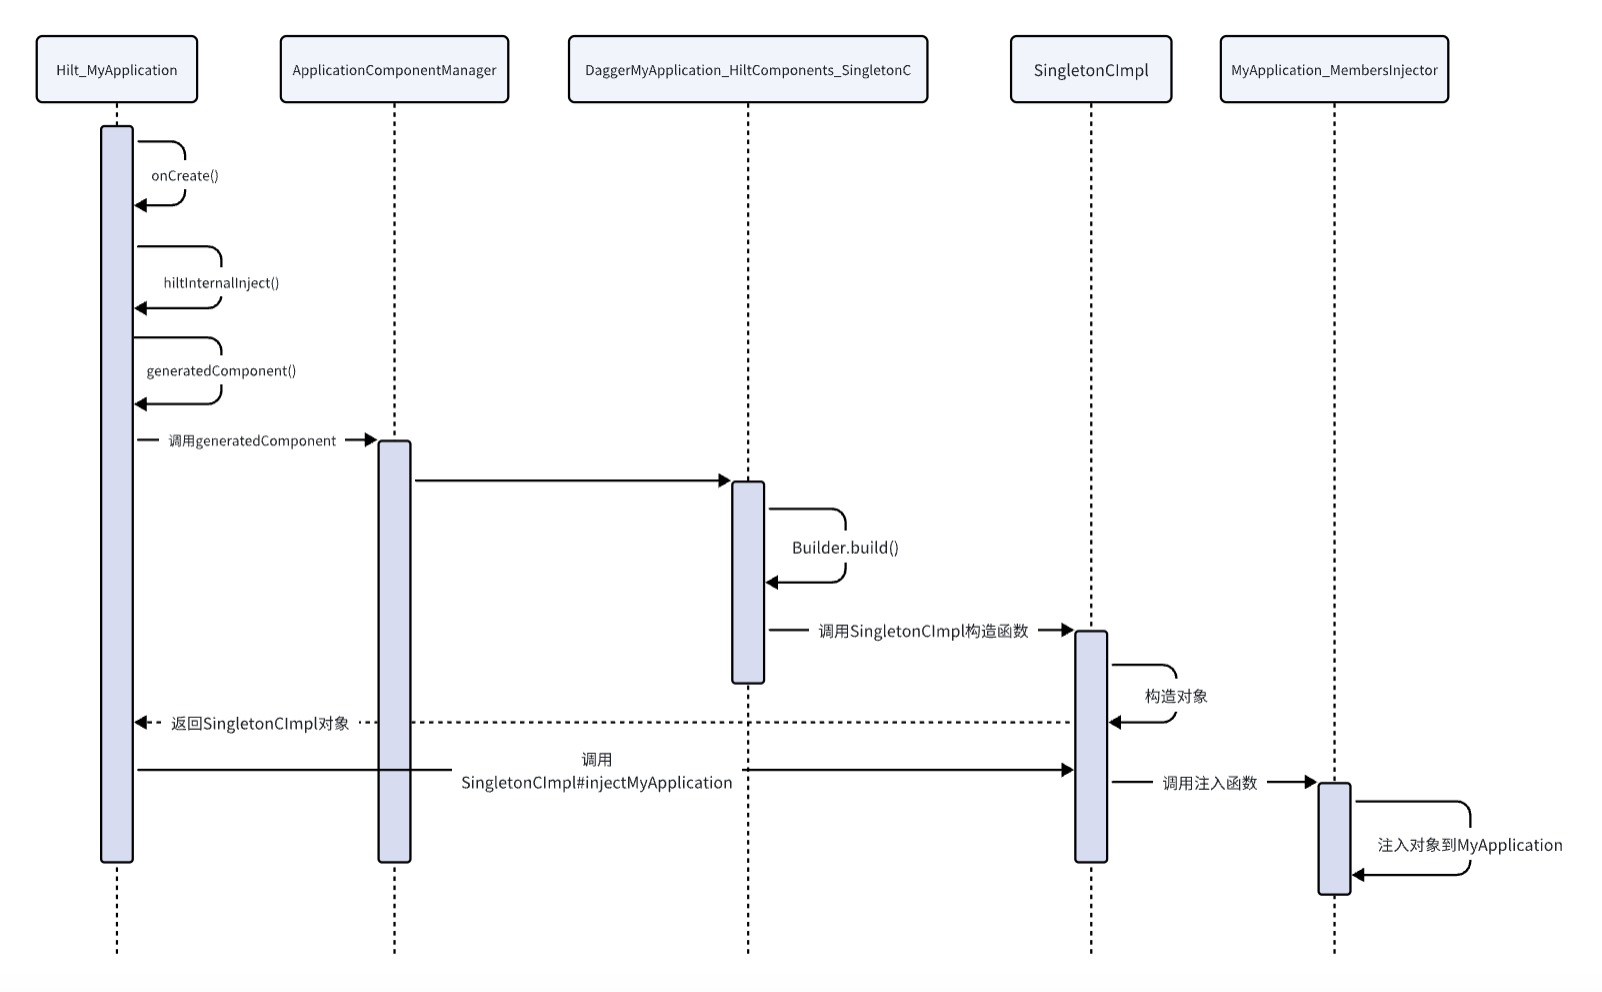 Hilt_MyApplication
ApplicationComponentManager
DaggerMyApplication_HiltComponents_SingletonC
SingletonCImpl
MyApplication_MembersInjector
onCreate()
hiltInternalInject()
generatedComponent()
调用generatedComponent
Builder.build()
调用SingletonCImpl构造函数
构造对象
返回SingletonCImpl对象
调用
SingletonCImpl#injectMyApplication
调用注入函数
注入对象到MyApplication